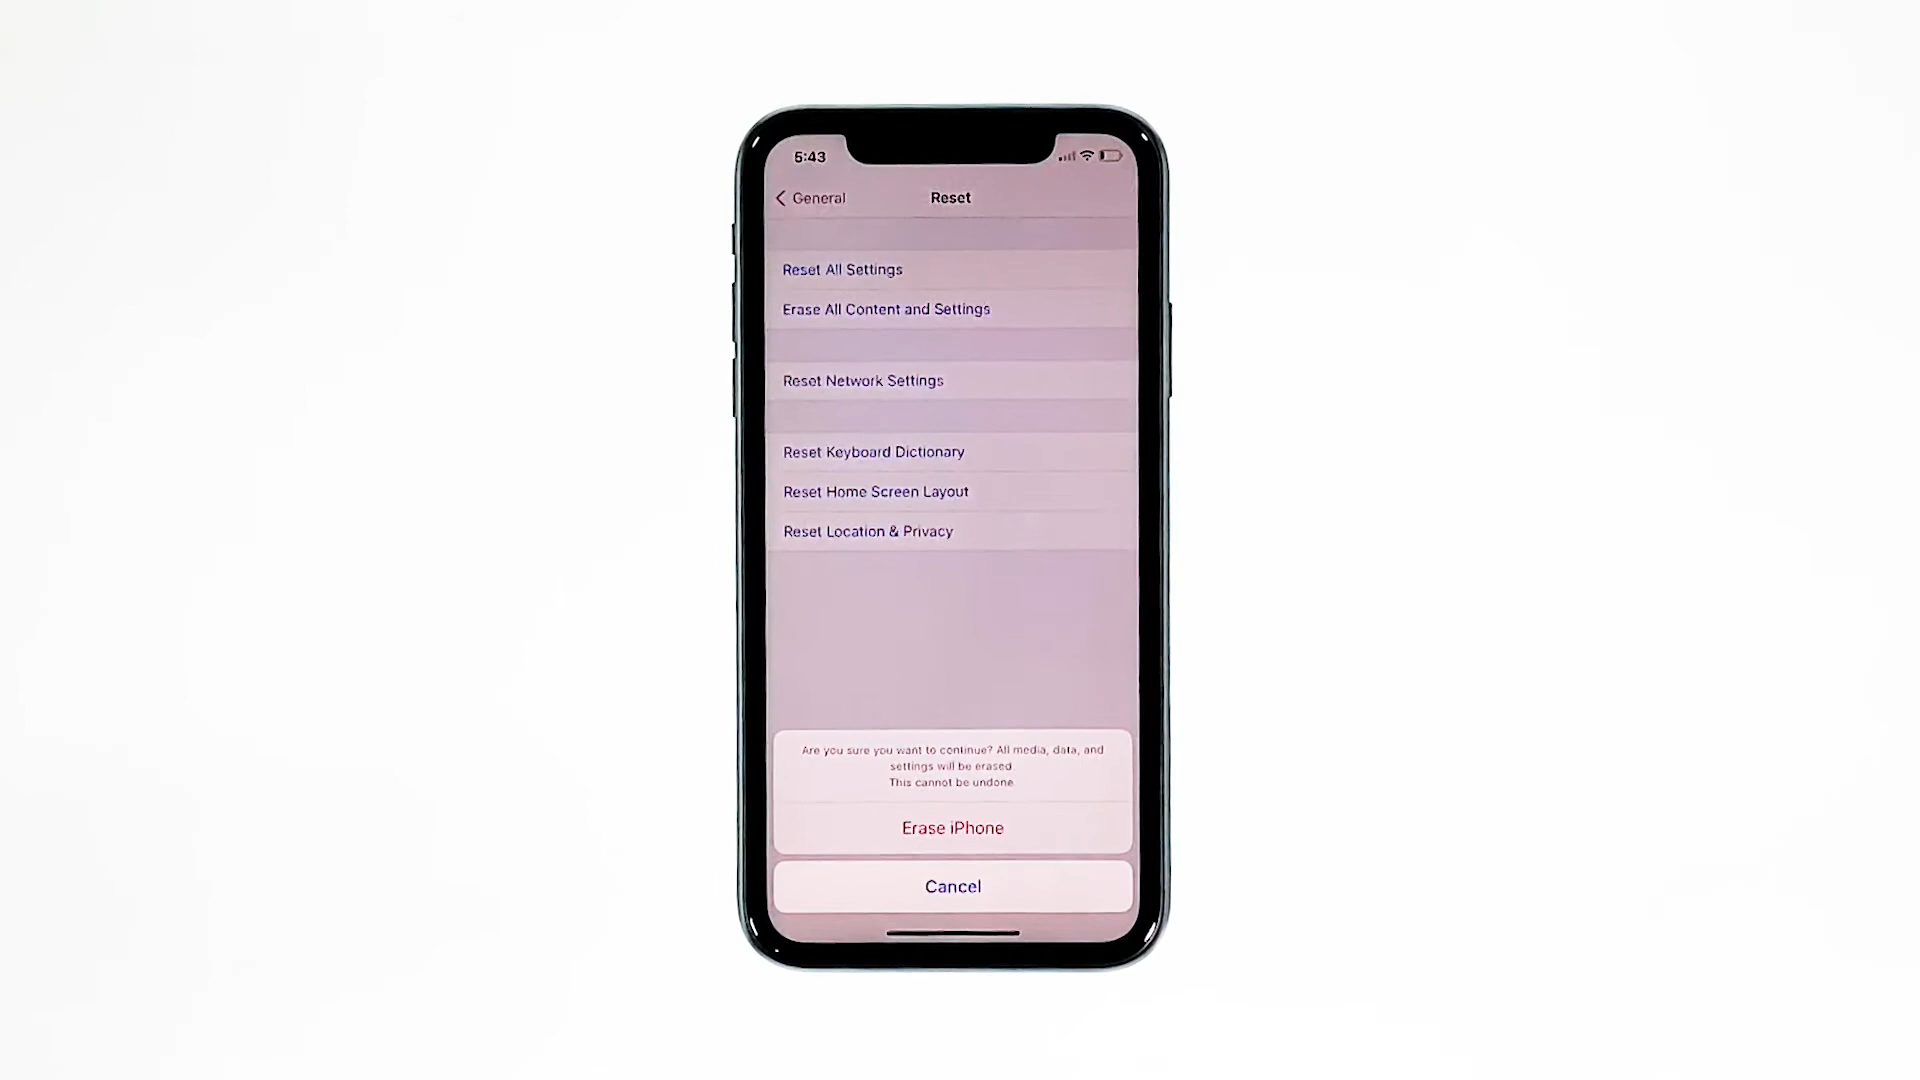 5:43
General
Reset
Reset All Settings
Erase All Content and Settings
Reset Network Settings
Reset Keyboard Dictionary
Reset Home Screen Layout
Reset Location & Privacy
Are you sure you want to continue? All media, data, and
settings will be erased.
This cannot be undone.
Erase iPhone
Cancel